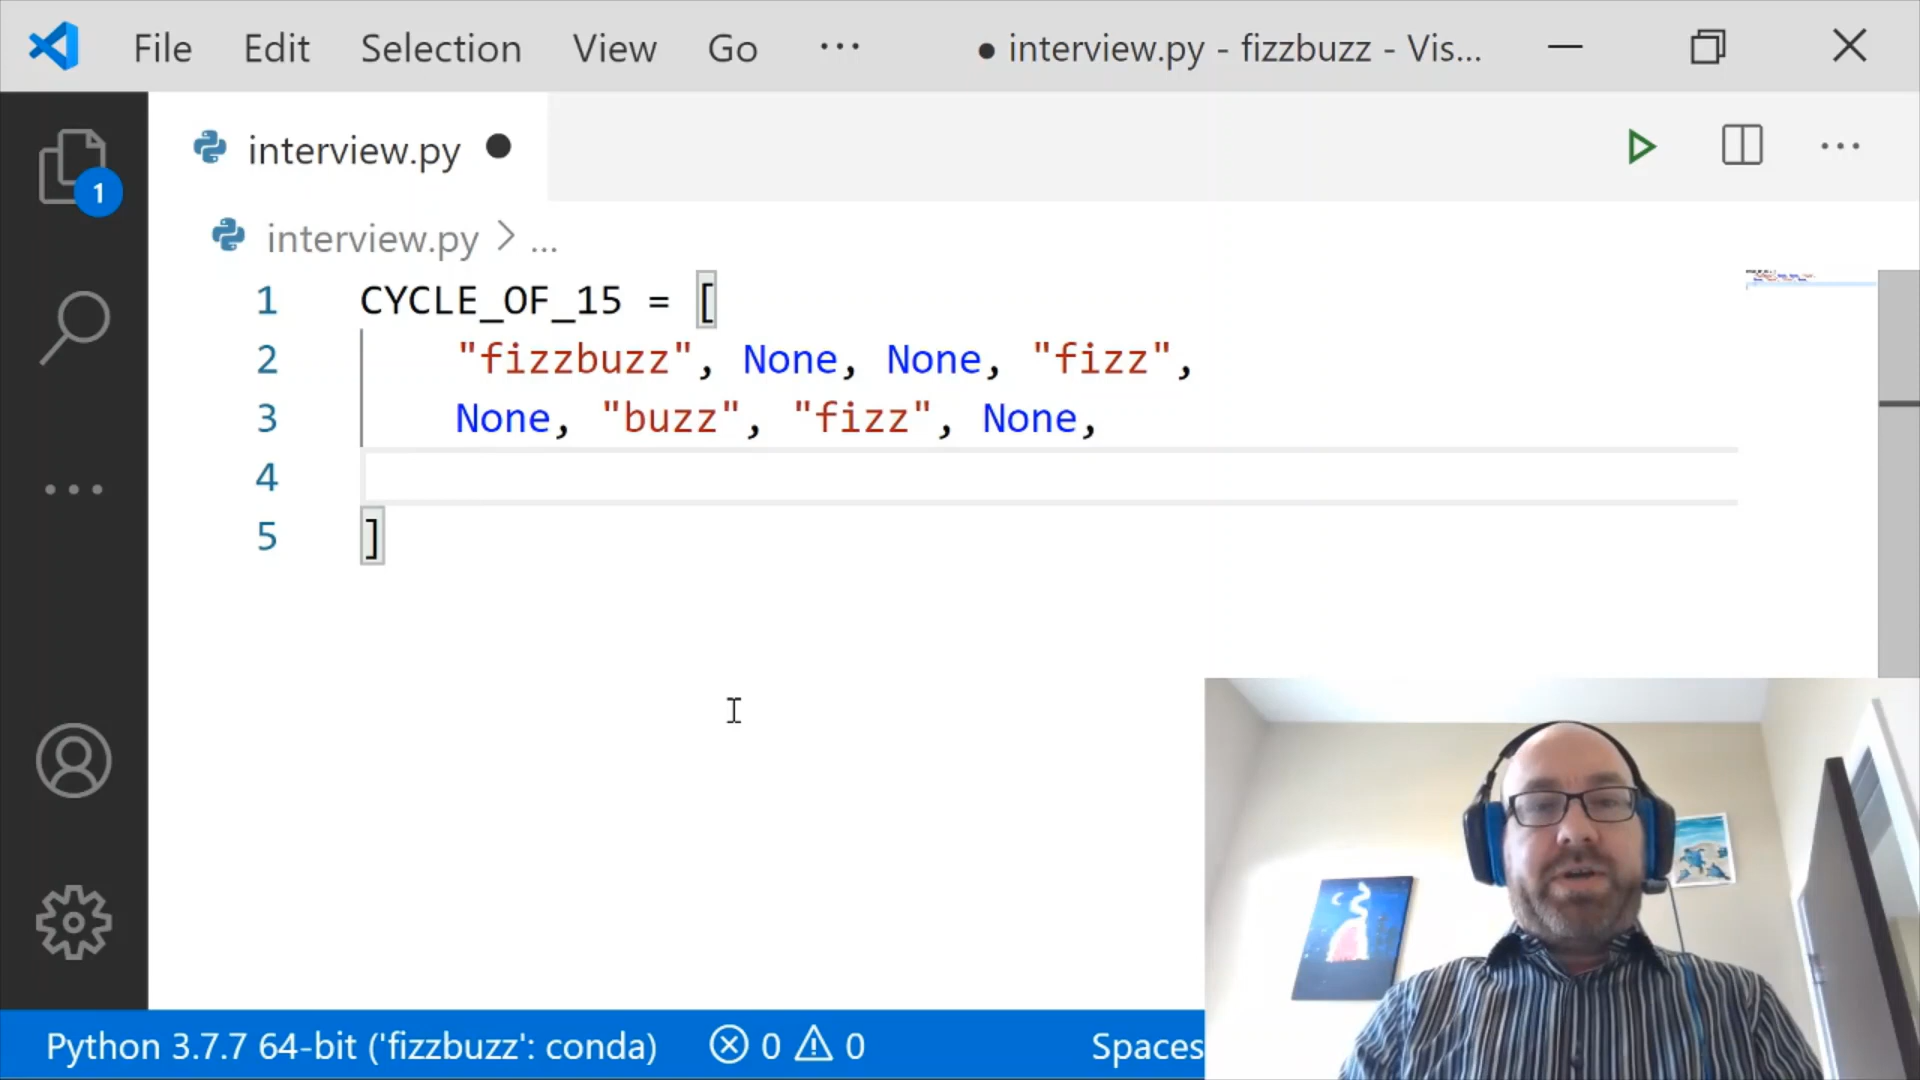 File Edit Selection View Go ··· ● interview.py - fizzbuzz - Vis...
interview.py ●
1
interview.py > ...
1 CYCLE_OF_15 = [
2 "fizzbuzz", None, None, "fizz",
3 None, "buzz", "fizz", None,
4
5 ]
Python 3.7.7 64-bit ('fizzbuzz': conda) 0 0 Spaces